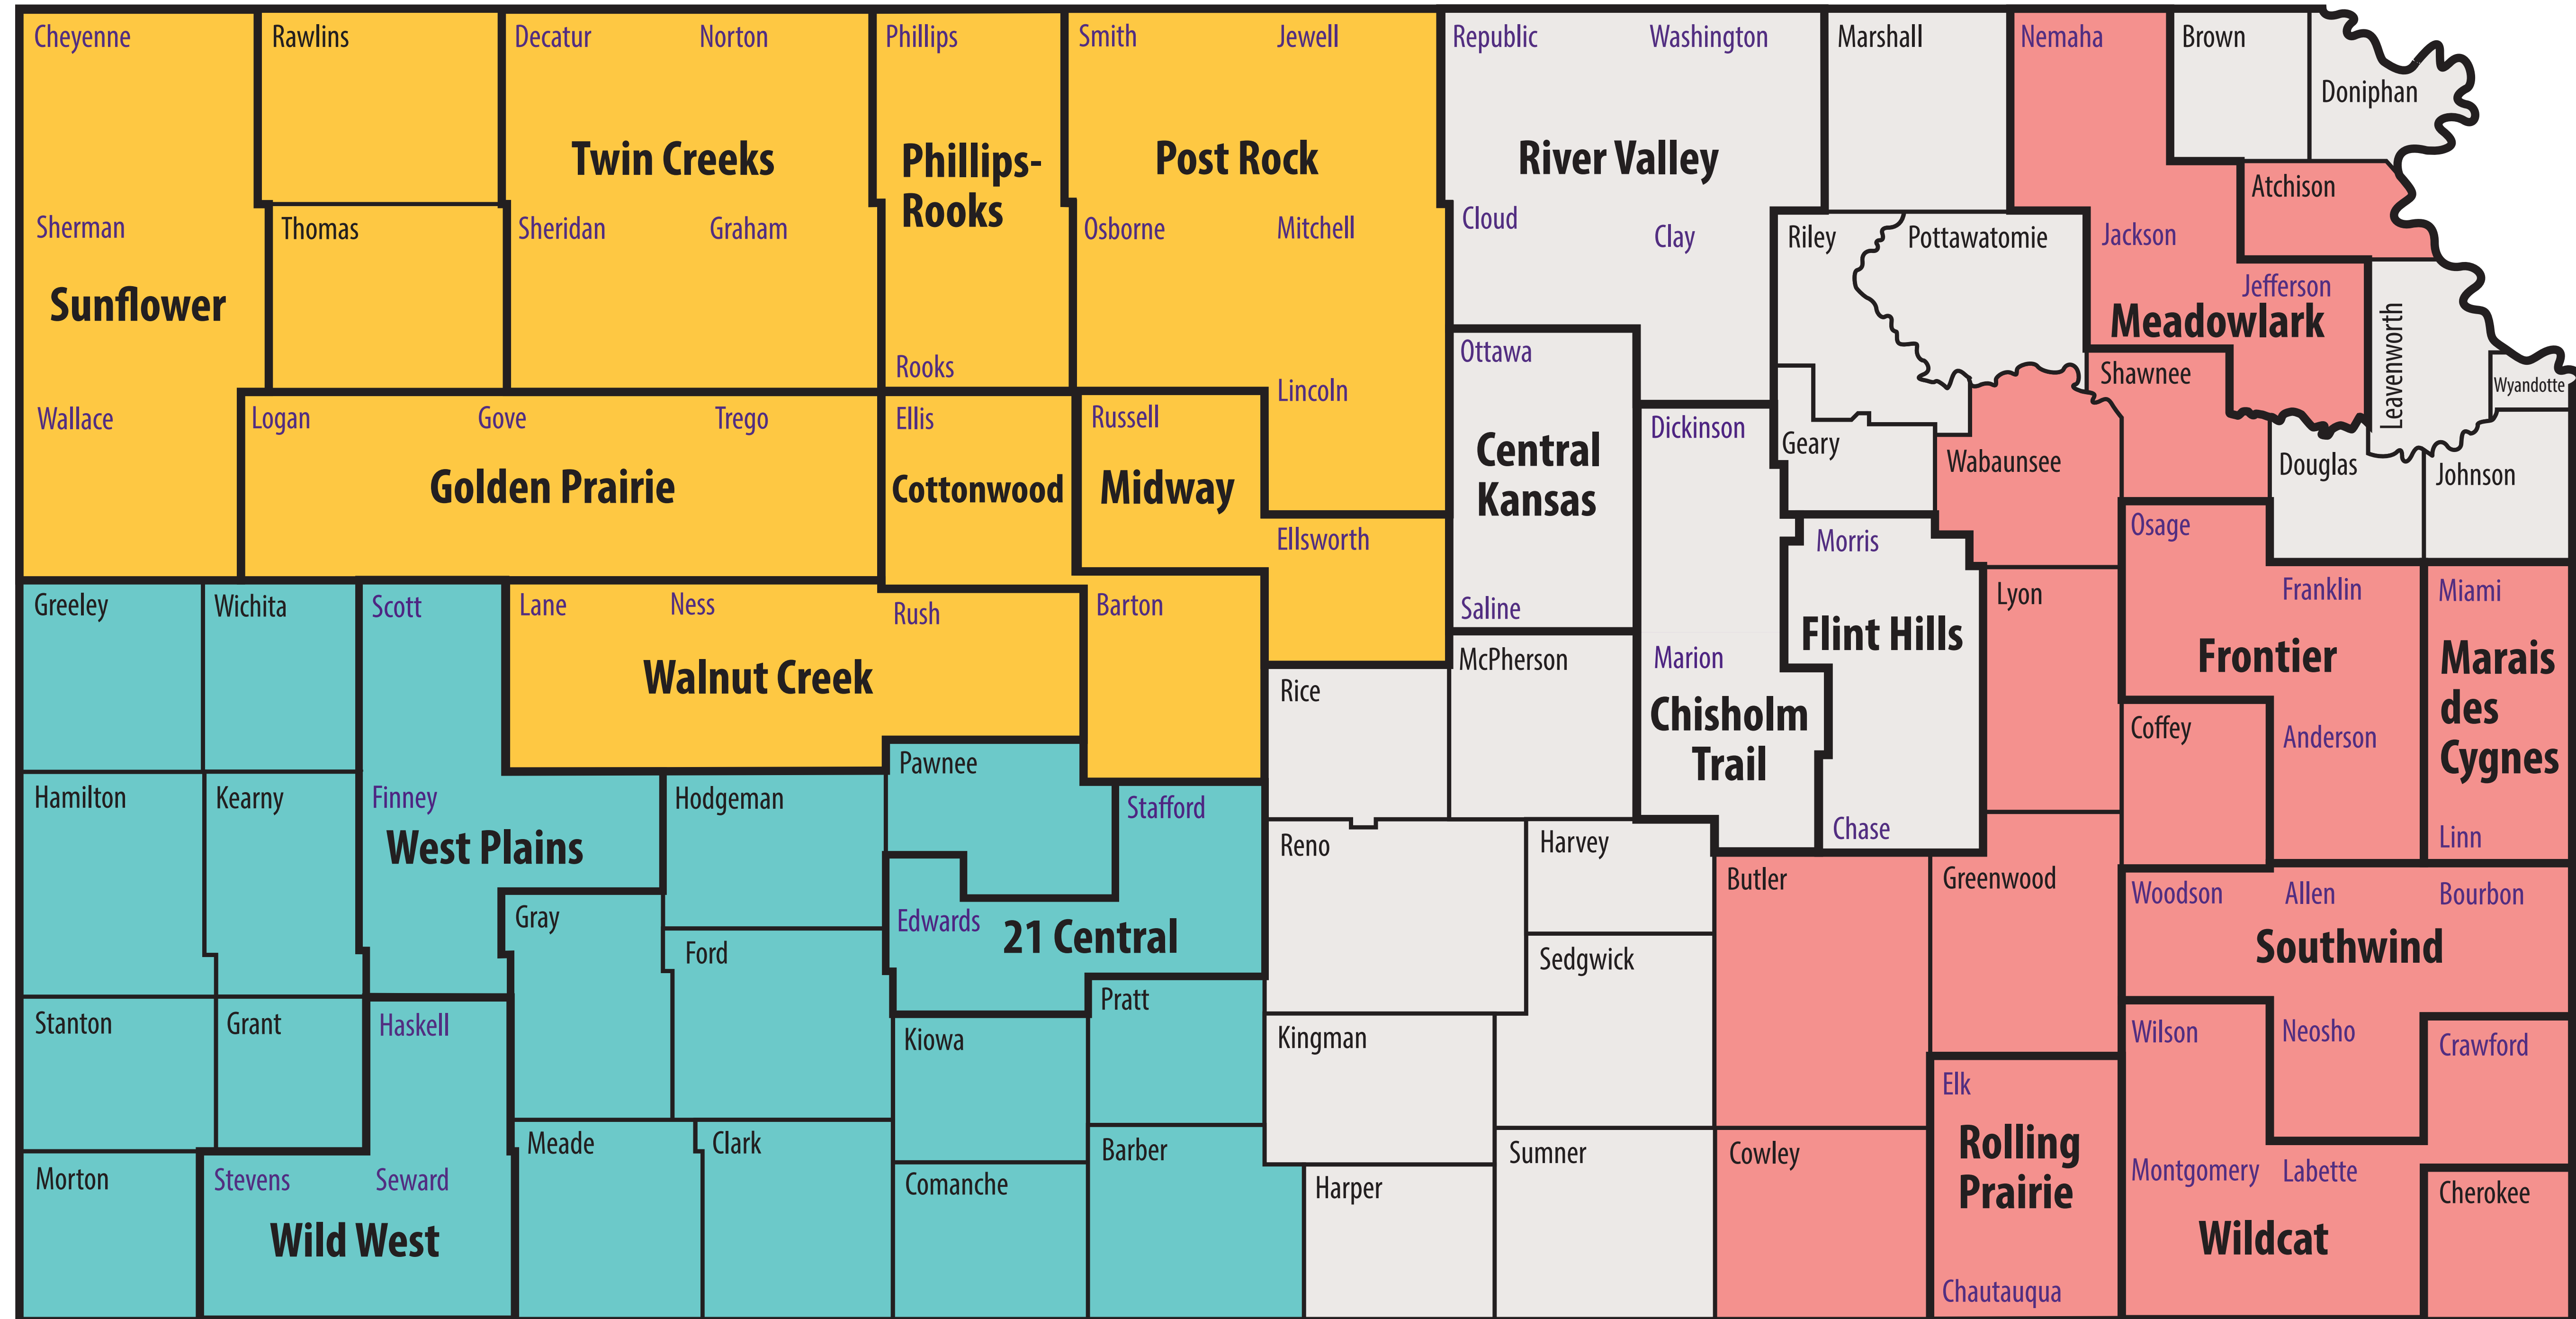 Cheyenne
Rawlins
Decatur
Norton
Phillips
Smith
Jewell
Republic
Washington
Marshall
Nemaha
Brown
Doniphan
Twin Creeks
Phillips-
Rooks
Post Rock
River Valley
Atchison
Sherman
Thomas
Sheridan
Graham
Osborne
Mitchell
Cloud
Clay
Riley
Pottawatomie
Jackson
Jefferson
Meadowlark
Sunflower
Leavenworth
Wyandotte
Rooks
Lincoln
Ottawa
Shawnee
Wallace
Logan
Gove
Trego
Ellis
Russell
Dickinson
Geary
Wabaunsee
Douglas
Johnson
Golden Prairie
Cottonwood
Midway
Central
Kansas
Ellsworth
Morris
Osage
Greeley
Wichita
Scott
Lane
Ness
Rush
Barton
Saline
Lyon
Franklin
Miami
Walnut Creek
McPherson
Marion
Flint Hills
Frontier
Marais
des
Cygnes
Rice
Chisholm
Trail
Coffey
Anderson
Pawnee
Hamilton
Kearny
Finney
Hodgeman
Stafford
West Plains
Reno
Harvey
Chase
Linn
Butler
Greenwood
Woodson
Allen
Bourbon
Gray
Edwards
21 Central
Southwind
Ford
Sedgwick
Pratt
Stanton
Grant
Haskell
Kiowa
Kingman
Wilson
Neosho
Crawford
Elk
Rolling
Prairie
Meade
Clark
Barber
Sumner
Cowley
Morton
Stevens
Seward
Comanche
Harper
Montgomery
Labette
Cherokee
Wild West
Wildcat
Chautauqua